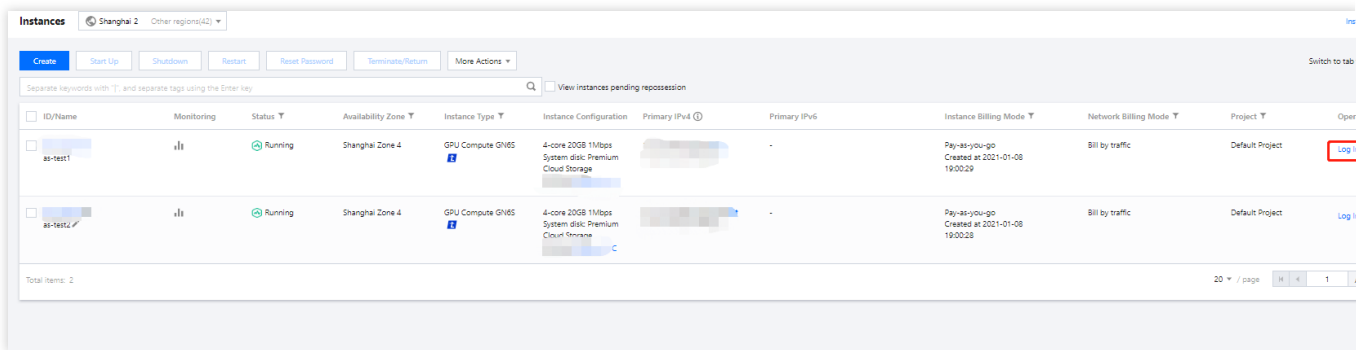 Instances Shanghai 2 Other regions(42) Ins
Create Start Up Shutdown Restart Reset Password Terminate/Return More Actions Switch to tab
Separate keywords with "|", and separate tags using the Enter key View instances pending repossession
ID/Name Monitoring Status Availability Zone Instance Type Instance Configuration Primary IPv4 Primary IPv6 Instance Billing Mode Network Billing Mode Project Oper
as-test1 Running Shanghai Zone 4 GPU Compute GN6S 4-core 20GB 1Mbps - Pay-as-you-go Bill by traffic Default Project Log In
System disk: Premium Created at 2021-01-08
Cloud Storage 19:00:29
as-test2 Running Shanghai Zone 4 GPU Compute GN6S 4-core 20GB 1Mbps - Pay-as-you-go Bill by traffic Default Project Log In
System disk: Premium Created at 2021-01-08
Cloud Storage 19:00:28
C
Total items: 2 20 / page 1 /